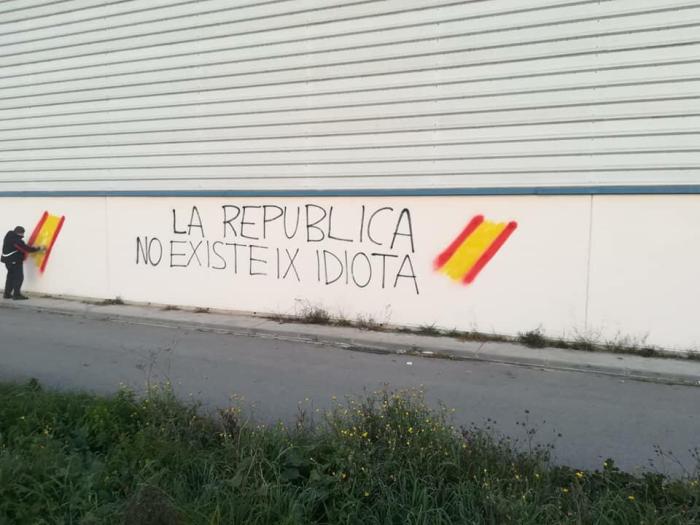 LA REPUBLICA
NO EXISTEIX IDIOTA